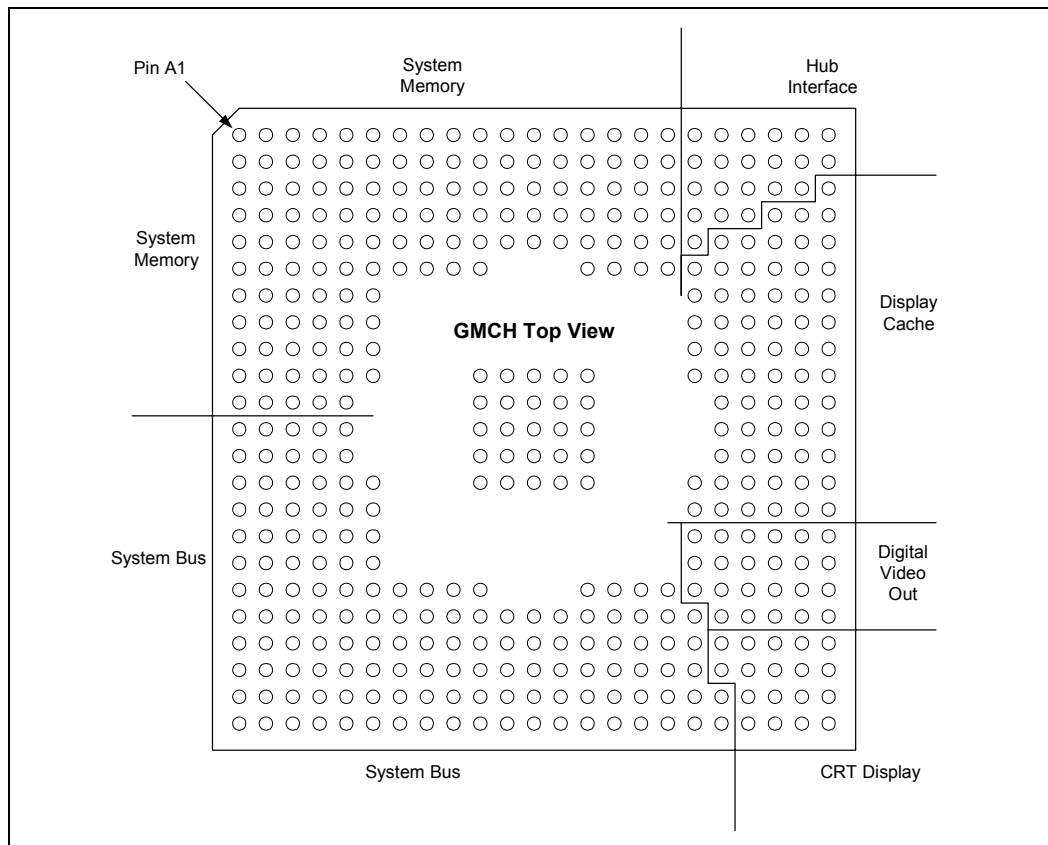 Pin A1
System
Memory
Hub
Interface
System
Memory
Display
Cache
GMCH Top View
System Bus
Digital
Video
Out
System Bus
CRT Display